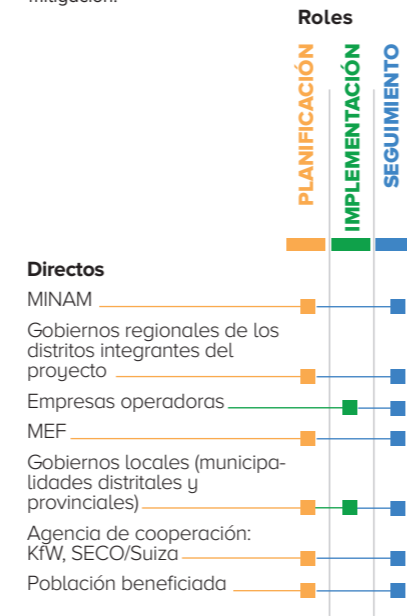 mitigación.
Roles
PLANIFICACIÓN
IMPLEMENTACIÓN
SEGUIMIENTO
Directos
MINAM
Gobiernos regionales de los
distritos integrantes del
proyecto
Empresas operadoras
MEF
Gobiernos locales (municipa-
lidades distritales y
provinciales)
Agencia de cooperación:
KfW, SECO/Suiza
Población beneficiada